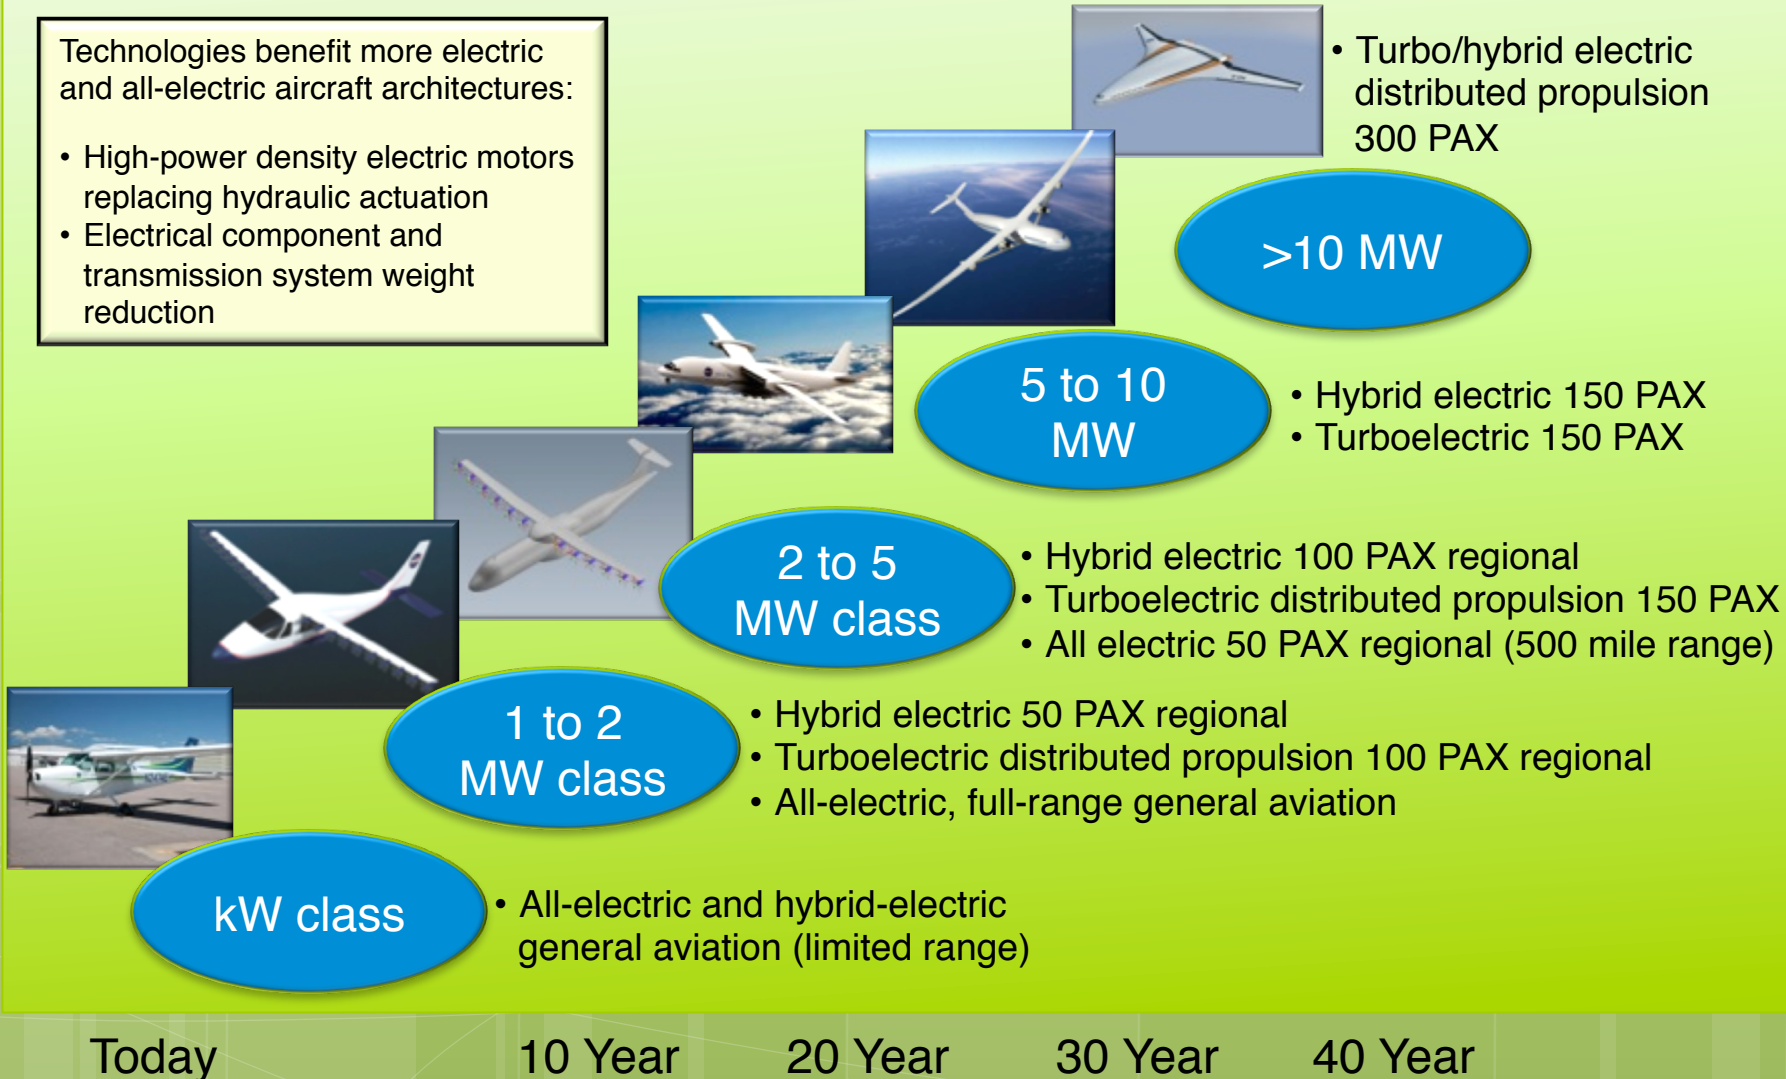 Technologies benefit more electric
and all-electric aircraft architectures:
• High-power density electric motors
replacing hydraulic actuation
• Electrical component and
transmission system weight
reduction
• Turbo/hybrid electric
distributed propulsion
300 PAX
>10 MW
5 to 10
MW
• Hybrid electric 150 PAX
• Turboelectric 150 PAX
2 to 5
MW class
• Hybrid electric 100 PAX regional
• Turboelectric distributed propulsion 150 PAX
• All electric 50 PAX regional (500 mile range)
1 to 2
MW class
• Hybrid electric 50 PAX regional
• Turboelectric distributed propulsion 100 PAX regional
• All-electric, full-range general aviation
kW class
• All-electric and hybrid-electric
general aviation (limited range)
Today
10 Year
20 Year
30 Year
40 Year